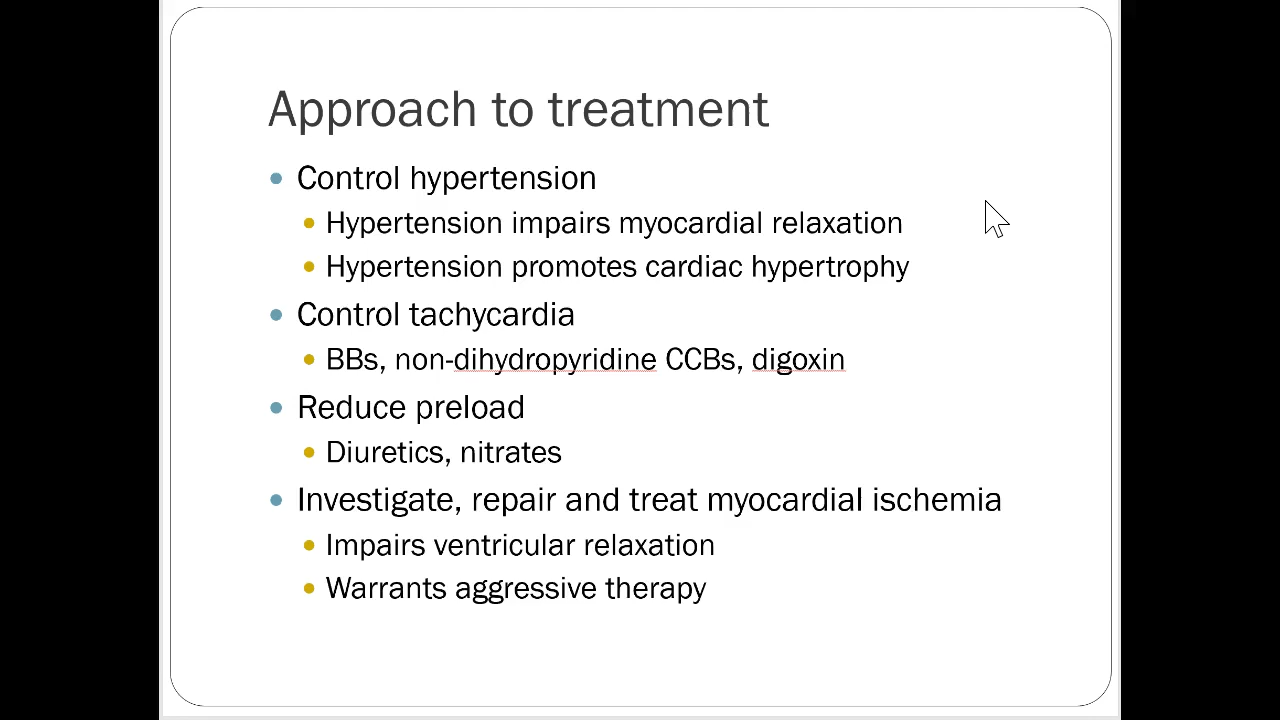 Approach to treatment
Control hypertension
Hypertension impairs myocardial relaxation
Hypertension promotes cardiac hypertrophy
Control tachycardia
BBs, non-dihydropyridine CCBs, digoxin
Reduce preload
Diuretics, nitrates
Investigate, repair and treat myocardial ischemia
Impairs ventricular relaxation
Warrants aggressive therapy